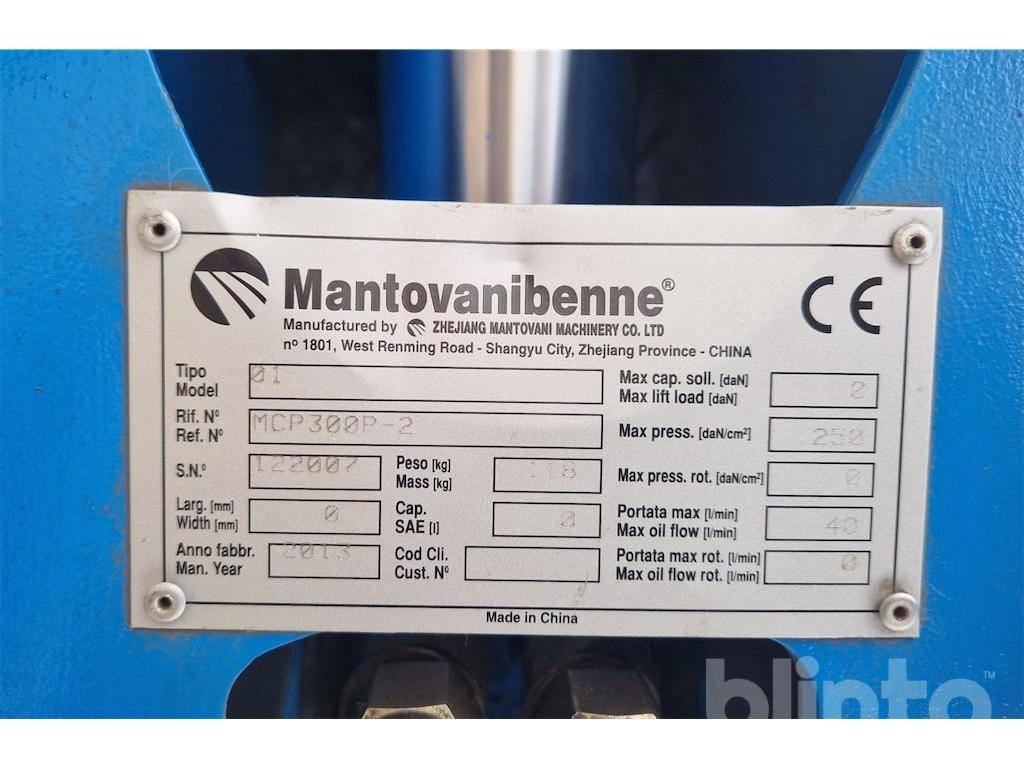 Mantovanibenne®
CE
Manufactured by ZHEJIANG MANTOVANI MACHINERY CO. LTD
nº 1801, West Renming Road - Shangyu City, Zhejiang Province - CHINA
Tipo
Model 01
Rif. Nº
Ref. Nº MCP300P-2
S.N.º 122007
Peso [kg]
Mass [kg] 118
Larg. [mm]
Width [mm] 0
Cap.
SAE [l] 0
Anno fabbr.
Man. Year 2013
Cod Cli.
Cust. Nº
Max cap. soll. [daN]
Max lift load [daN] 0
Max press. [daN/cm²] 250
Max press. rot. [daN/cm²] 0
Portata max [l/min]
Max oil flow [l/min]
Portata max rot. [l/min]
Max oil flow rot. [l/min] 0
Made in China
blinto™